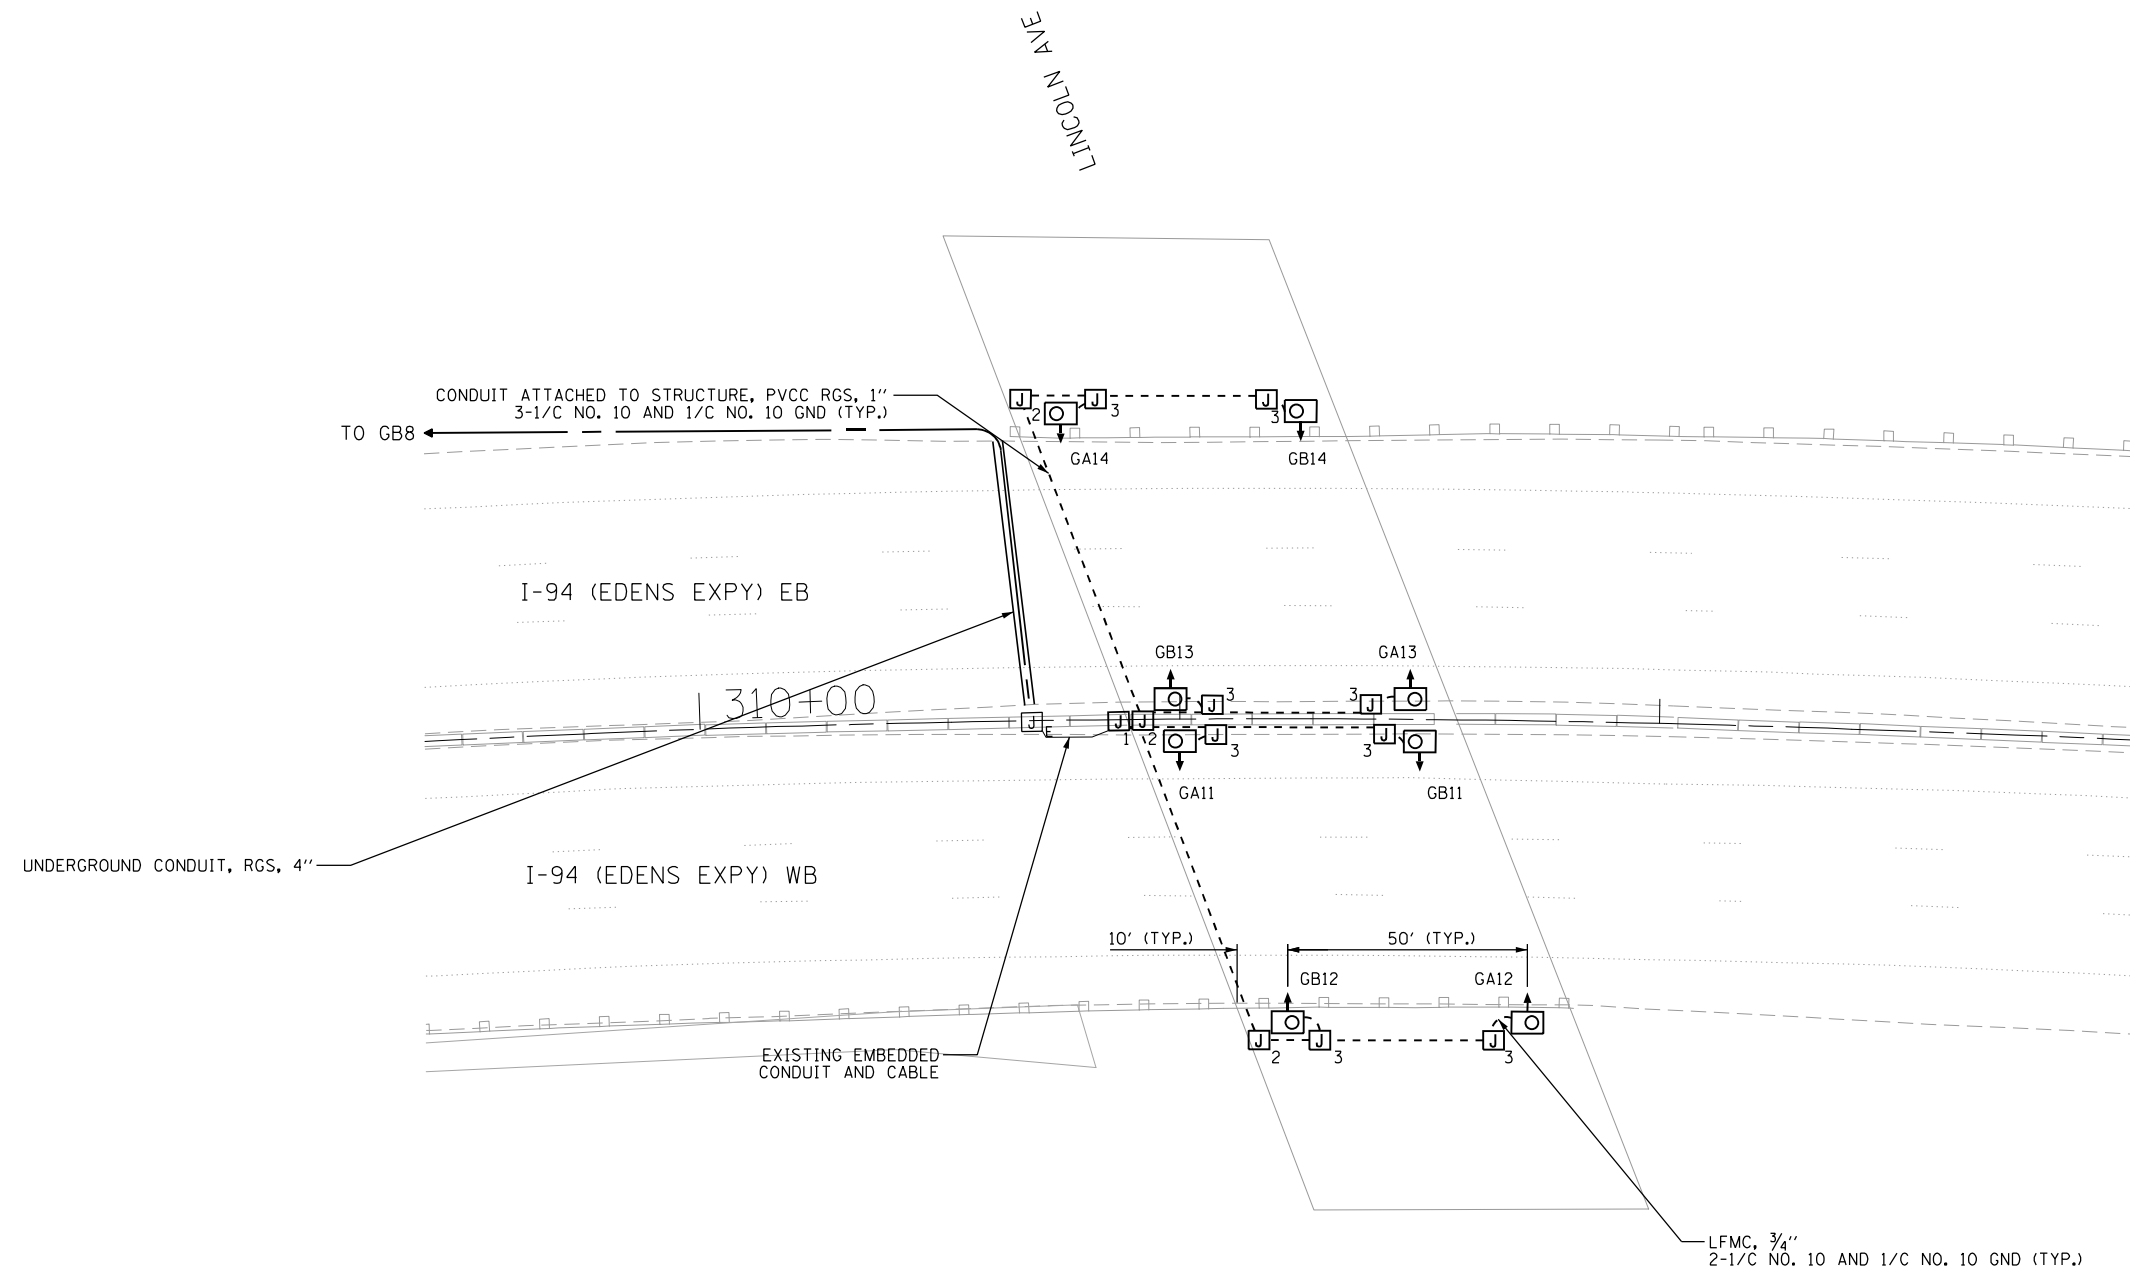 LINCOLN AVE
CONDUIT ATTACHED TO STRUCTURE, PVCC RGS, 1''
3-1/C NO. 10 AND 1/C NO. 10 GND (TYP.)
TO GB8
J
2
J
3
J
3
GA14
GB14
I-94 (EDENS EXPY) EB
GB13
GA13
310+00
J
3
3
J
J
E
J
1
J
2
J
3
J
3
GA11
GB11
UNDERGROUND CONDUIT, RGS, 4''
I-94 (EDENS EXPY) WB
10' (TYP.)
50' (TYP.)
GB12
GA12
J
2
J
3
J
3
EXISTING EMBEDDED
CONDUIT AND CABLE
LFMC, 3/4''
2-1/C NO. 10 AND 1/C NO. 10 GND (TYP.)